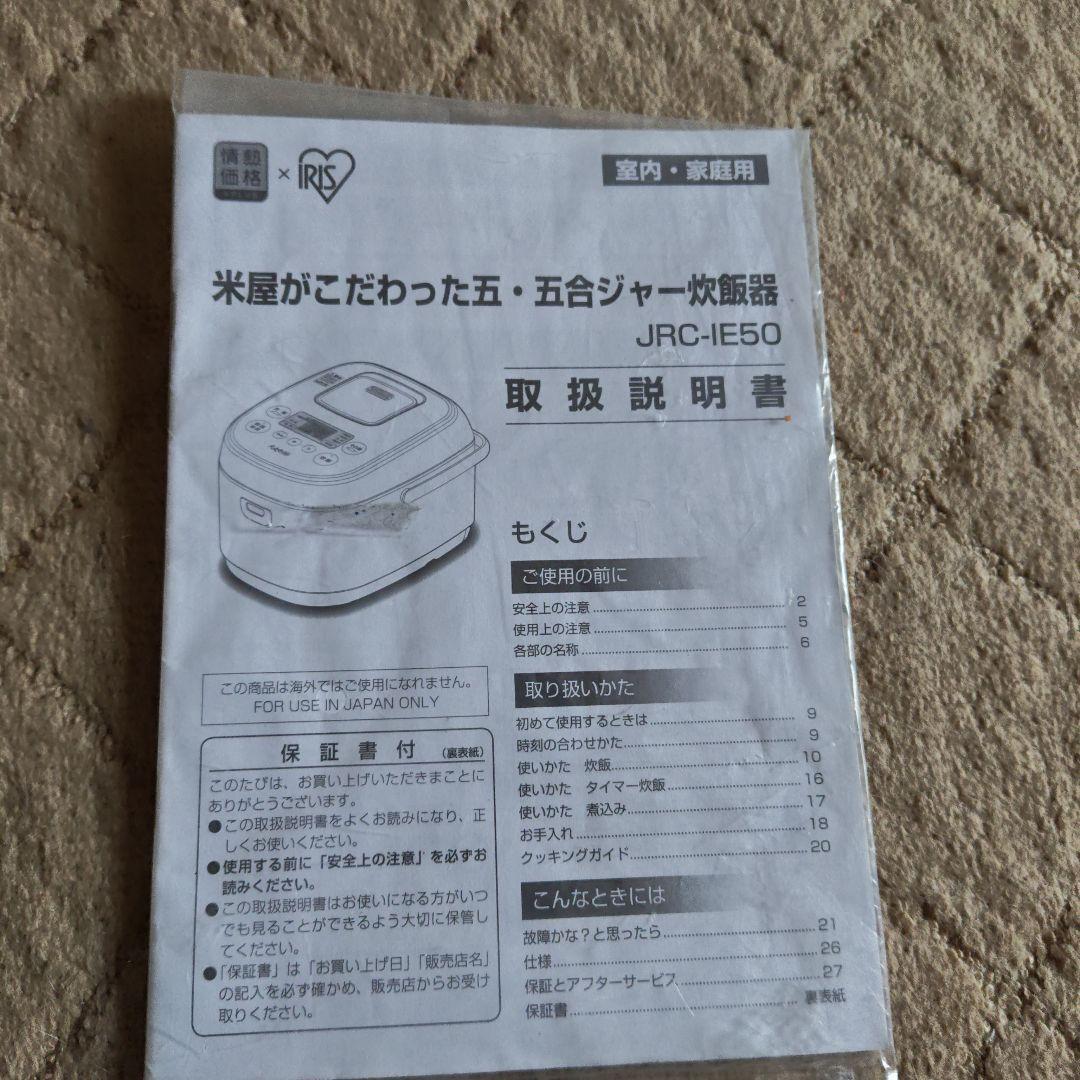 情熱
価格
×
IRIS
室内・家庭用
米屋がこだわった五・五合ジャー炊飯器
JRC-IE50
取扱説明書
もくじ
ご使用の前に
安全上の注意 2
使用上の注意 5
各部の名称 6
取り扱いかた
初めて使用するときは 9
時刻の合わせかた 9
使いかた 炊飯 10
使いかた タイマー炊飯 16
使いかた 煮込み 17
お手入れ 18
クッキングガイド 20
こんなときには
故障かな?と思ったら 21
仕様 26
保証とアフターサービス 27
保証書 裏表紙
この商品は海外ではご使用になれません。
FOR USE IN JAPAN ONLY
保証書付(裏表紙)
このたびは、お買い上げいただきまことに
ありがとうございます。
●この取扱説明書をよくお読みになり、正
しくお使いください。
●使用する前に「安全上の注意」を必ずお
読みください。
●この取扱説明書はお使いになる方がいつ
でも見ることができるよう大切に保管し
てください。
●「保証書」は「お買い上げ日」「販売店名」
の記入を必ず確かめ、販売店からお受け
取りください。